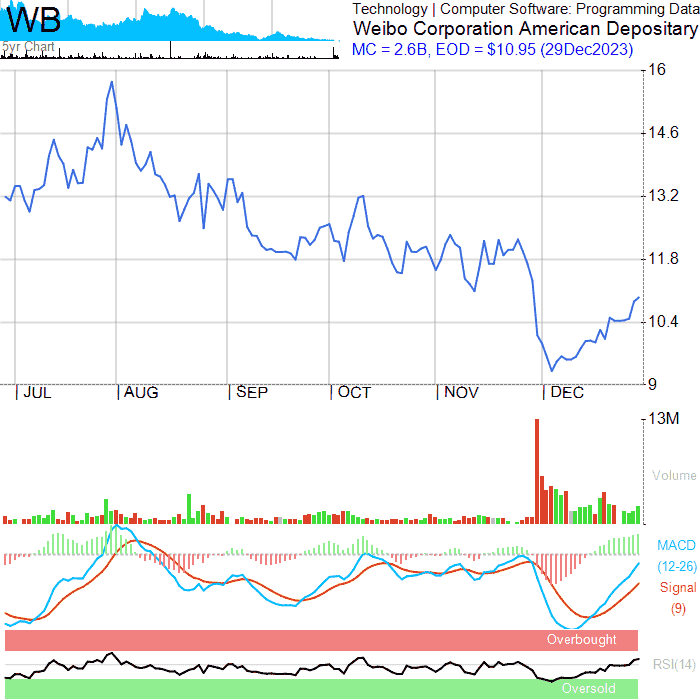 WB
5yr Chart
Technology | Computer Software: Programming Data
Weibo Corporation American Depositary
MC = 2.6B, EOD = $10.95 (29Dec2023)
16
14.6
13.2
11.8
10.4
9
JUL AUG SEP OCT NOV DEC
13M
Volume
MACD
(12-26)
Signal
(9)
Overbought
RSI(14)
Oversold